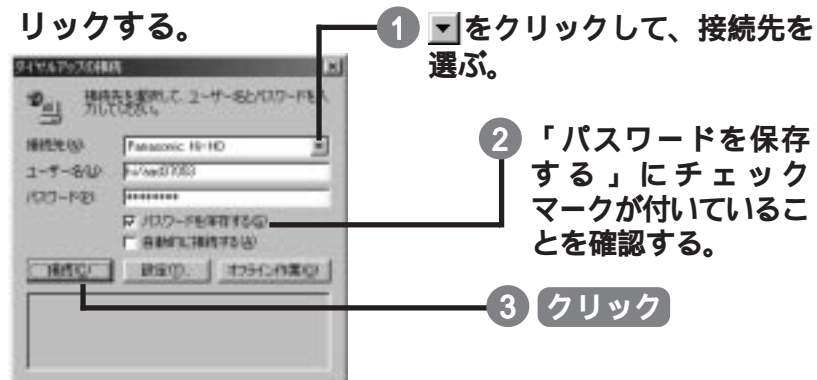 リックする。
① ▼をクリックして、接続先を
選ぶ。
ダイヤルアップの接続
接続先を選択して、ユーザー名とパスワードを入
力してください。
接続先(N):
Panasonic Hi-HO
② 「パスワードを保存
する」にチェック
マークが付いているこ
とを確認する。
ユーザー名(U):
パスワード(P):
********
パスワードを保存する(S)
自動的に接続する(A)
接続(C)
設定(T)...
オフライン作業(O)
③ クリック